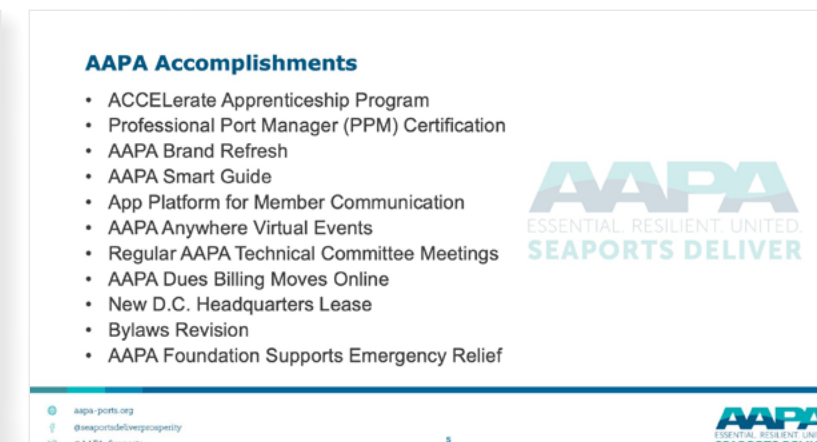 AAPA Accomplishments
• ACCELerate Apprenticeship Program
• Professional Port Manager (PPM) Certification
• AAPA Brand Refresh
• AAPA Smart Guide
• App Platform for Member Communication
• AAPA Anywhere Virtual Events
• Regular AAPA Technical Committee Meetings
• AAPA Dues Billing Moves Online
• New D.C. Headquarters Lease
• Bylaws Revision
• AAPA Foundation Supports Emergency Relief
AAPA
ESSENTIAL. RESILIENT. UNITED.
SEAPORTS DELIVER
aapa-ports.org
@seaportsdeliverprosperity
5
AAPA
ESSENTIAL. RESILIENT.